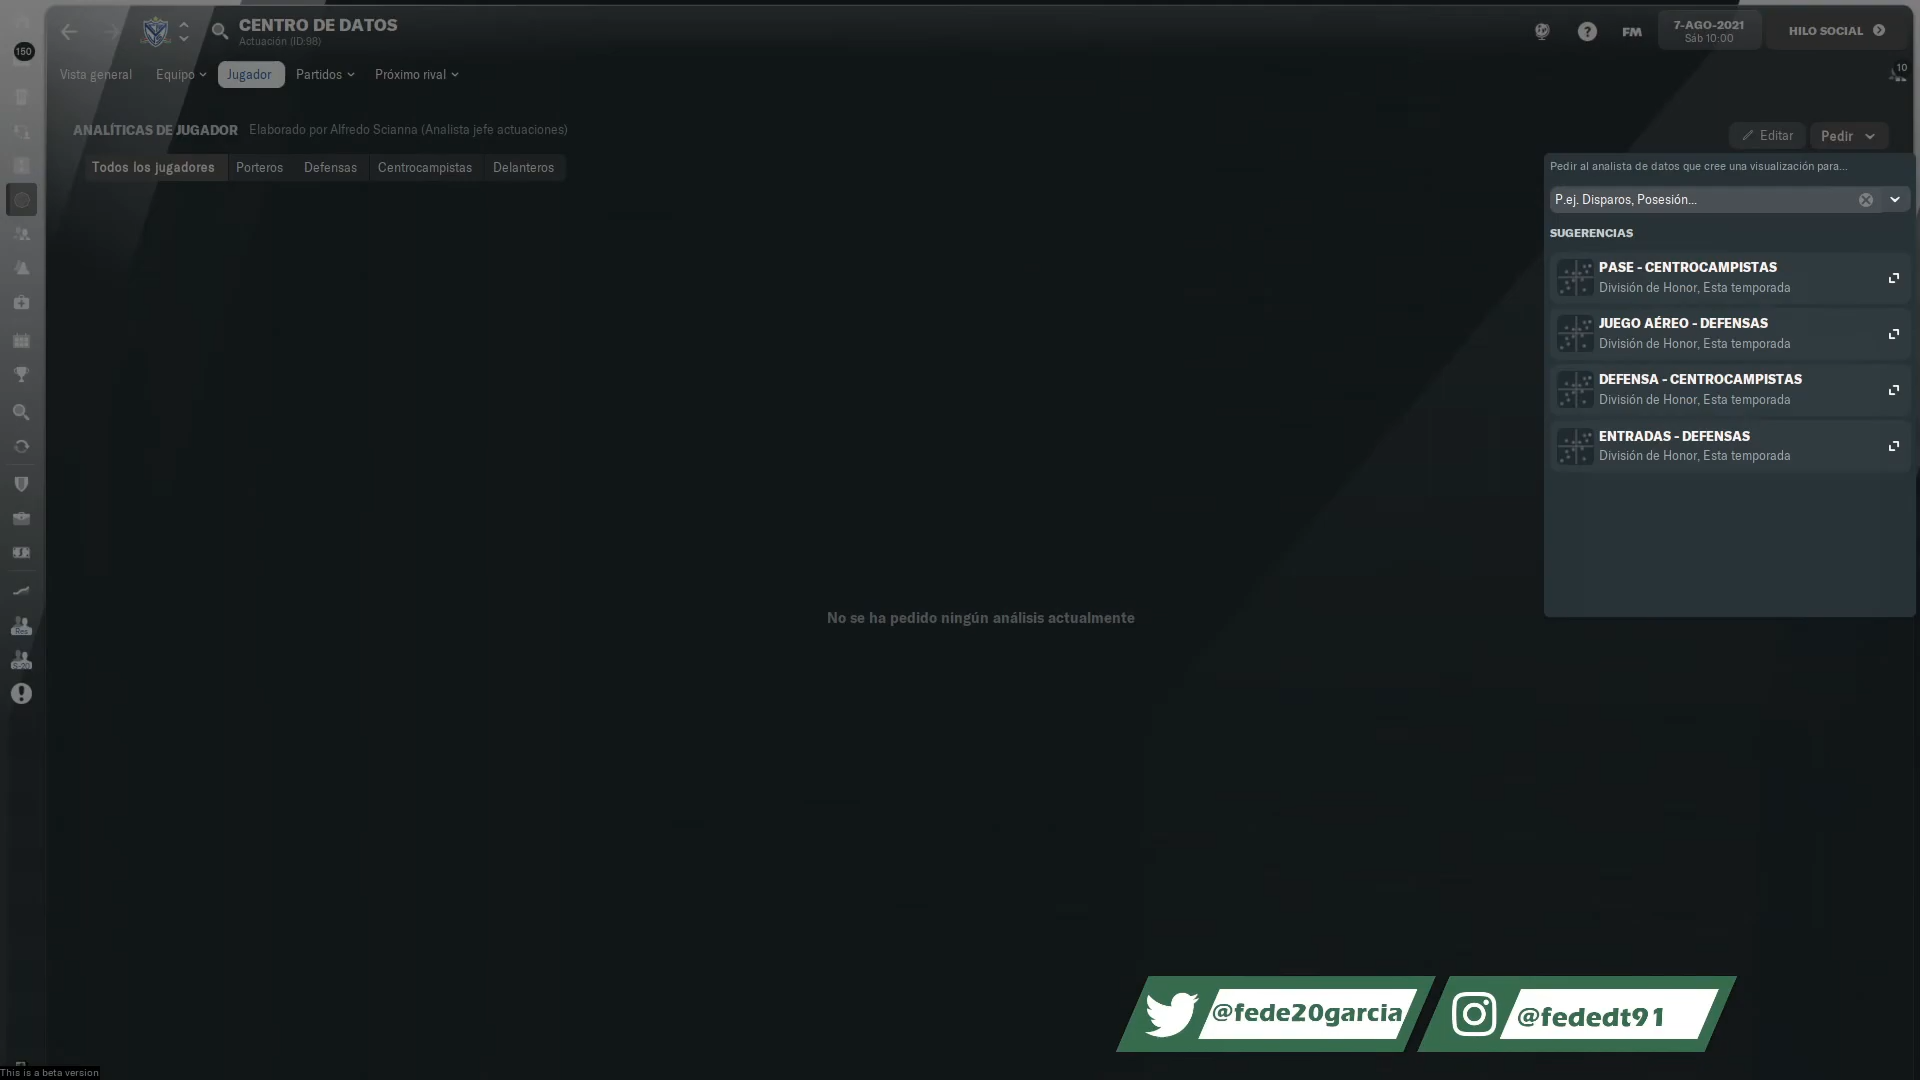 CENTRO DE DATOS
Actuación (ID:98)
FM
7-AGO-2021
Sáb 10:00
HILO SOCIAL
150
Vista general
Equipo
Jugador
Partidos
Próximo rival
10
ANALÍTICAS DE JUGADOR
Elaborado por Alfredo Scianna (Analista jefe actuaciones)
Editar
Pedir
Todos los jugadores
Porteros
Defensas
Centrocampistas
Delanteros
Pedir al analista de datos que cree una visualización para...
P.ej. Disparos, Posesión...
SUGERENCIAS
PASE - CENTROCAMPISTAS
División de Honor, Esta temporada
JUEGO AÉREO - DEFENSAS
División de Honor, Esta temporada
DEFENSA - CENTROCAMPISTAS
División de Honor, Esta temporada
ENTRADAS - DEFENSAS
División de Honor, Esta temporada
No se ha pedido ningún análisis actualmente
Res
S-20
@fede20garcia
@fededt91
This is a beta version